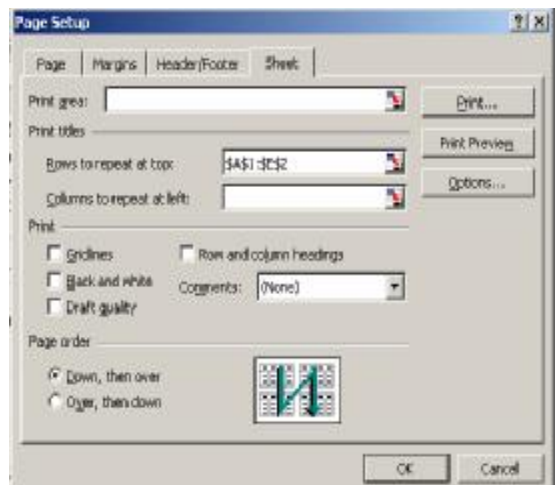 Page Setup
Page Margins Header/Footer Sheet
Print area:
Print...
Print titles
Print Preview
Rows to repeat at top: $A$1:$E$2
Options...
Columns to repeat at left:
Print
Gridlines Row and column headings
Black and white Comments: (None)
Draft quality
Page order
Down, then over
Over, then down
OK Cancel